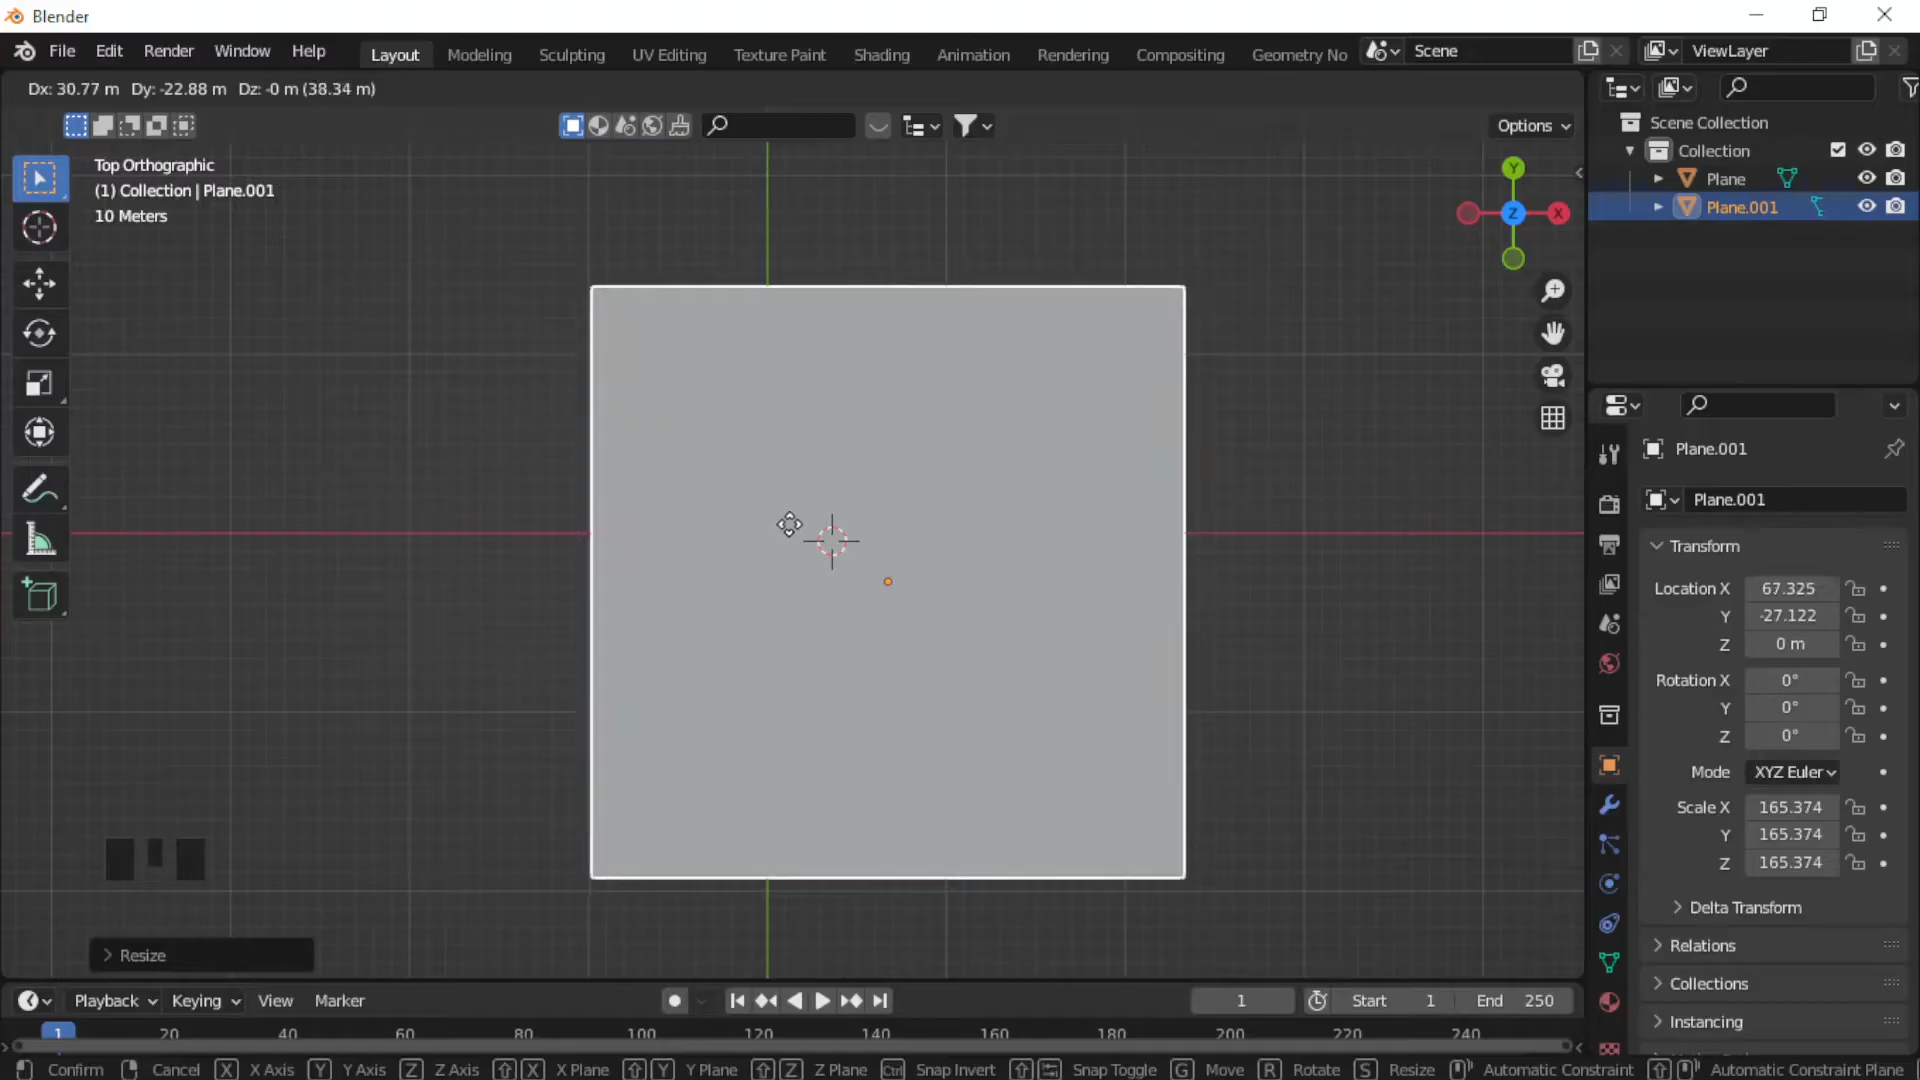 Blender
File Edit Render Window Help Layout Modeling Sculpting UV Editing Texture Paint Shading Animation Rendering Compositing Geometry No Scene ViewLayer
Dx: 30.77 m Dy: -22.88 m Dz: -0 m (38.34 m)
Options
Top Orthographic
(1) Collection | Plane.001
10 Meters
Y
X
Z
Scene Collection
Collection
Plane
Plane.001
Plane.001
Plane.001
Transform
Location X 67.325
Y -27.122
Z 0 m
Rotation X 0°
Y 0°
Z 0°
Mode XYZ Euler
Scale X 165.374
Y 165.374
Z 165.374
Delta Transform
Relations
Collections
Instancing
Resize
Playback Keying View Marker 1 Start 1 End 250
1 20 40 60 80 100 120 140 160 180 200 220 240
Confirm Cancel X X Axis Y Y Axis Z Z Axis X X Plane Y Y Plane Z Z Plane Ctrl Snap Invert Snap Toggle G Move R Rotate S Resize Automatic Constraint Automatic Constraint Plane